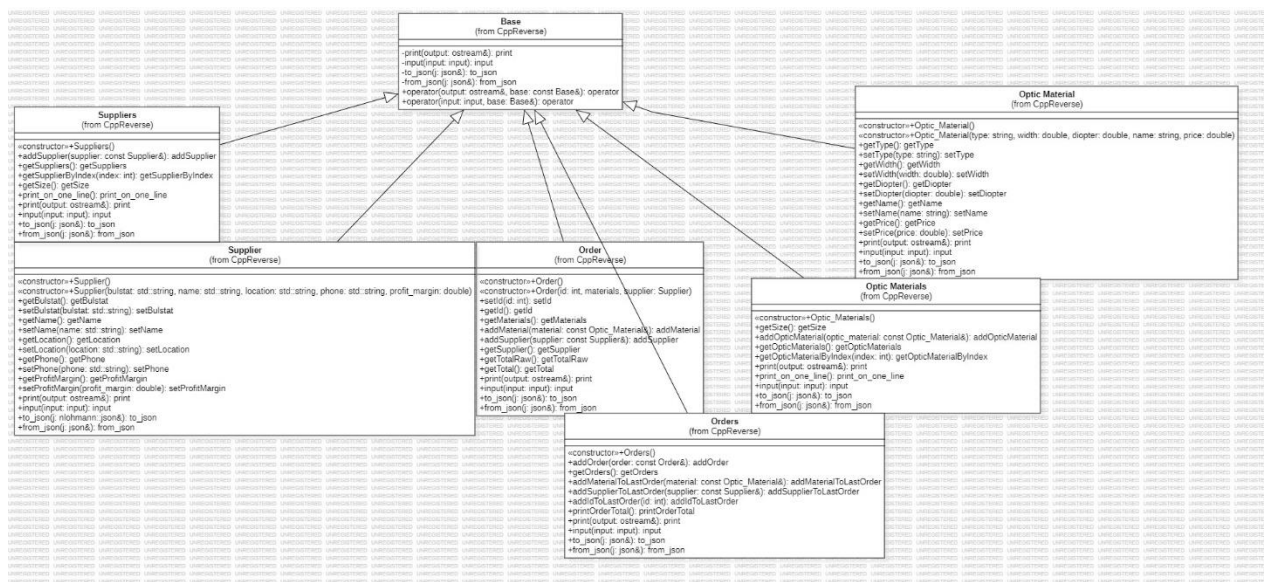 Base
(from CppReverse)
-print(output: ostream&): print
-input(input: input): input
-to_json(j: json&): to_json
-from_json(j: json&): from_json
+operator(output: ostream&, base: const Base&): operator
+operator(input: input, base: Base&): operator
Suppliers
(from CppReverse)
«constructor»+Suppliers()
+addSupplier(supplier: const Supplier&): addSupplier
+getSuppliers(): getSuppliers
+getSupplierByIndex(index: int): getSupplierByIndex
+getSize(): getSize
+print_on_one_line(): print_on_one_line
+print(output: ostream&): print
+input(input: input): input
+to_json(j: json&): to_json
+from_json(j: json&): from_json
Optic Material
(from CppReverse)
«constructor»+Optic_Material()
«constructor»+Optic_Material(type: string, width: double, diopter: double, name: string, price: double)
+getType(): getType
+setType(type: string): setType
+getWidth(): getWidth
+setWidth(width: double): setWidth
+getDiopter(): getDiopter
+setDiopter(diopter: double): setDiopter
+getName(): getName
+setName(name: string): setName
+getPrice(): getPrice
+setPrice(price: double): setPrice
+print(output: ostream&): print
+input(input: input): input
+to_json(j: json&): to_json
+from_json(j: json&): from_json
Supplier
(from CppReverse)
«constructor»+Supplier()
«constructor»+Supplier(bulstat: std::string, name: std::string, location: std::string, phone: std::string, profit_margin: double)
+getBulstat(): getBulstat
+setBulstat(bulstat: std::string): setBulstat
+getName(): getName
+setName(name: std::string): setName
+getLocation(): getLocation
+setLocation(location: std::string): setLocation
+getPhone(): getPhone
+setPhone(phone: std::string): setPhone
+getProfitMargin(): getProfitMargin
+setProfitMargin(profit_margin: double): setProfitMargin
+print(output: ostream&): print
+input(input: input): input
+to_json(j: nlohmann: json&): to_json
+from_json(j: json&): from_json
Order
(from CppReverse)
«constructor»+Order()
«constructor»+Order(id: int, materials, supplier: Supplier)
+setId(id: int): setId
+getId(): getId
+getMaterials(): getMaterials
+addMaterial(material: const Optic_Material&): addMaterial
+addSupplier(supplier: const Supplier&): addSupplier
+getSupplier(): getSupplier
+getTotalRaw(): getTotalRaw
+getTotal(): getTotal
+print(output: ostream&): print
+input(input: input): input
+to_json(j: json&): to_json
+from_json(j: json&): from_json
Optic Materials
(from CppReverse)
«constructor»+Optic_Materials()
+getSize(): getSize
+addOpticMaterial(optic_material: const Optic_Material&): addOpticMaterial
+getOpticMaterials(): getOpticMaterials
+getOpticMaterialByIndex(index: int): getOpticMaterialByIndex
+print(output: ostream&): print
+print_on_one_line(): print_on_one_line
+input(input: input): input
+to_json(j: json&): to_json
+from_json(j: json&): from_json
Orders
(from CppReverse)
«constructor»+Orders()
+addOrder(order: const Order&): addOrder
+getOrders(): getOrders
+addMaterialToLastOrder(material: const Optic_Material&): addMaterialToLastOrder
+addSupplierToLastOrder(supplier: const Supplier&): addSupplierToLastOrder
+addIdToLastOrder(id: int): addIdToLastOrder
+printOrderTotal(): printOrderTotal
+print(output: ostream&): print
+input(input: input): input
+to_json(j: json&): to_json
+from_json(j: json&): from_json
UNREGISTERED